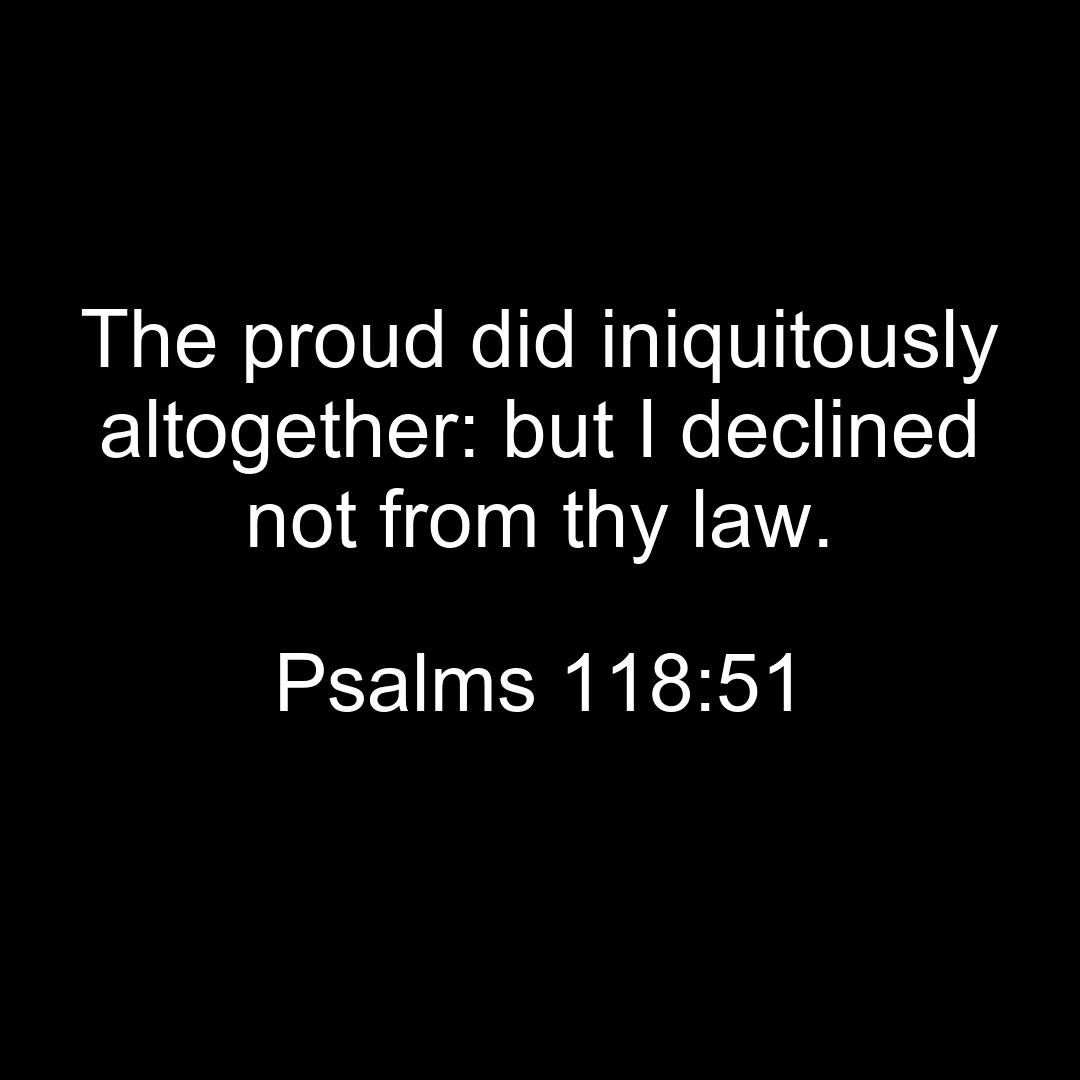 The proud did iniquitously
altogether: but I declined
not from thy law.
Psalms 118:51